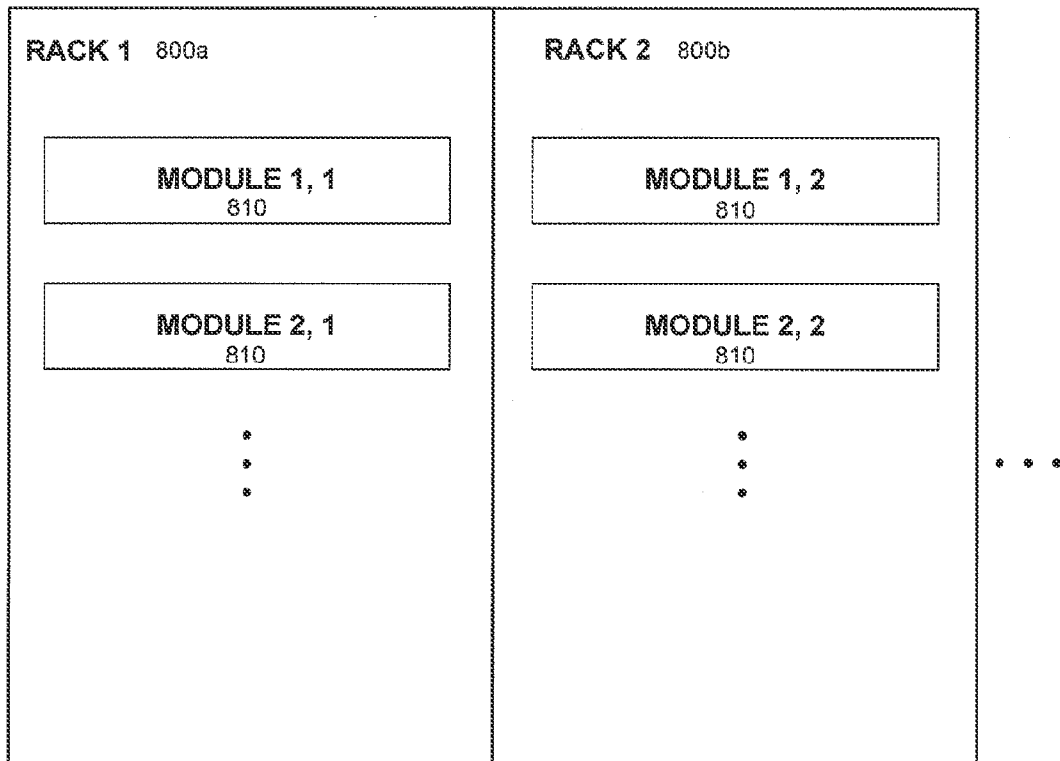 RACK 1 800a
MODULE 1, 1
810
MODULE 2, 1
810
RACK 2 800b
MODULE 1, 2
810
MODULE 2, 2
810